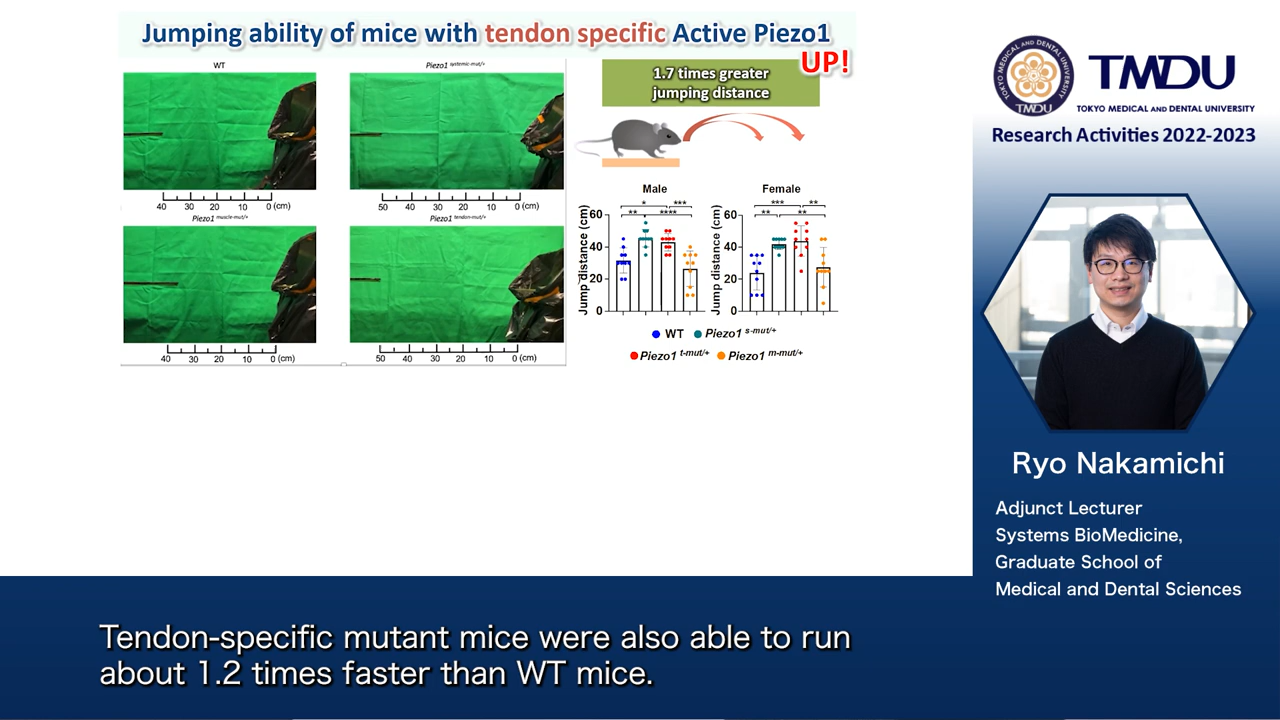 Jumping ability of mice with tendon specific Active Piezo1
UP!
WT
Piezo1 systemic-mut/+
40 30 20 10 0 (cm)
50 40 30 20 10 0 (cm)
Piezo1 muscle-mut/+
Piezo1 tendon-mut/+
40 30 20 10 0 (cm)
50 40 30 20 10 0 (cm)
1.7 times greater
jumping distance
Male
* ***
** ****
Jump distance (cm)
60
40
20
0
Female
*** **
** **
Jump distance (cm)
60
40
20
0
WT Piezo1 s-mut/+
Piezo1 t-mut/+ Piezo1 m-mut/+
TOKYO MEDICAL AND DENTAL UNIVERSITY
TMDU
TMDU
TOKYO MEDICAL AND DENTAL UNIVERSITY
Research Activities 2022-2023
Ryo Nakamichi
Adjunct Lecturer
Systems BioMedicine,
Graduate School of
Medical and Dental Sciences
Tendon-specific mutant mice were also able to run
about 1.2 times faster than WT mice.